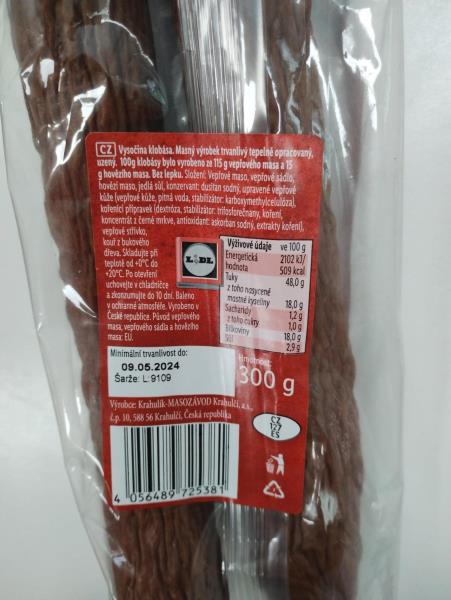 CZ Vysočina klobása. Masný výrobek trvanlivý tepelně opracovaný,
uzený. 100g klobásy bylo vyrobeno ze 115 g vepřového masa a 15
g hovězího masa. Bez lepku. Složení: Vepřové maso, vepřové sádlo,
hovězí maso, jedlá sůl, konzervant: dusitan sodný, upravené vepřové
kůže (vepřové kůže, pitná voda, stabilizátor: karboxymethylcelulóza),
kořenící přípravek (dextróza, stabilizátor: trifosforečnany, koření,
koncentrát z černé mrkve, antioxidant: askorban sodný, extrakty koření),
vepřové střívko,
kouř z bukového
dřeva. Skladujte při
teplotě od +0°C do
+20°C. Po otevření
uchovejte v chladničce
a zkonzumujte do 10 dní. Baleno
v ochranné atmosféře. Vyrobeno v
České republice. Původ vepřového
masa, vepřového sádla a hovězího
masa: EU.
LIDL
Výživové údaje ve 100 g
Energetická 2102 kJ/
hodnota 509 kcal
Tuky 48,0 g
z toho nasycené
mastné kyseliny 18,0 g
Sacharidy 1,2 g
z toho cukry 1,0 g
Bílkoviny 18,0 g
Sůl 2,9 g
Minimální trvanlivost do:
09.05.2024
Šarže: L:9109
Hmotnost:
300 g
Výrobce: Krahulík-MASOZÁVOD Krahulčí, a.s.,
č.p. 10, 588 56 Krahulčí, Česká republika
CZ
127
ES
4 056489 725381